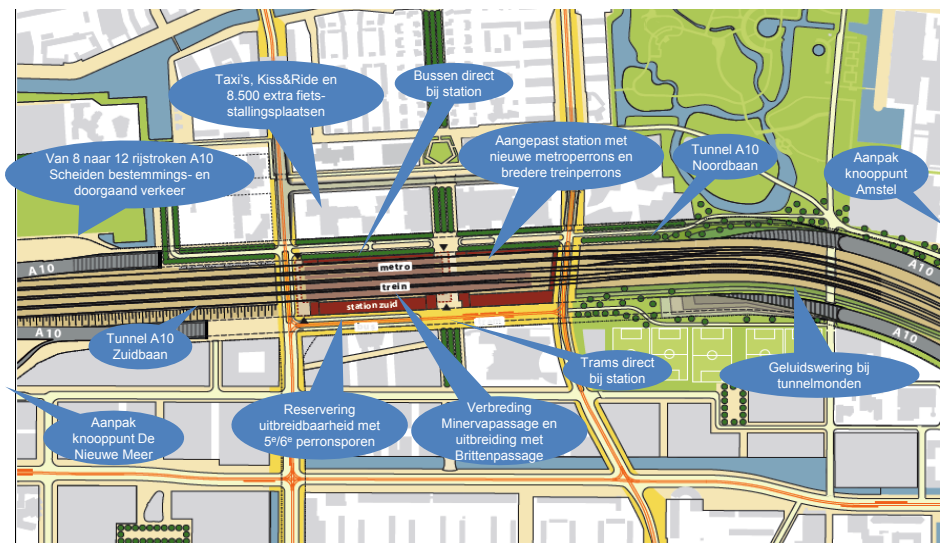 Taxi's, Kiss&Ride en
8.500 extra fiets-
stallingsplaatsen
Bussen direct
bij station
Van 8 naar 12 rijstroken A10
Scheiden bestemmings- en
doorgaand verkeer
Aangepast station met
nieuwe metroperrons en
bredere treinperrons
Tunnel A10
Noordbaan
Aanpak
knooppunt
Amstel
A10
A10
metro
trein
station zuid
A10
A10
Tunnel A10
Zuidbaan
Trams direct
bij station
Geluidswering bij
tunnelmonden
Aanpak
knooppunt De
Nieuwe Meer
Reservering
uitbreidbaarheid met
5e/6e perronsporen
Verbreding
Minervapassage en
uitbreiding met
Brittenpassage